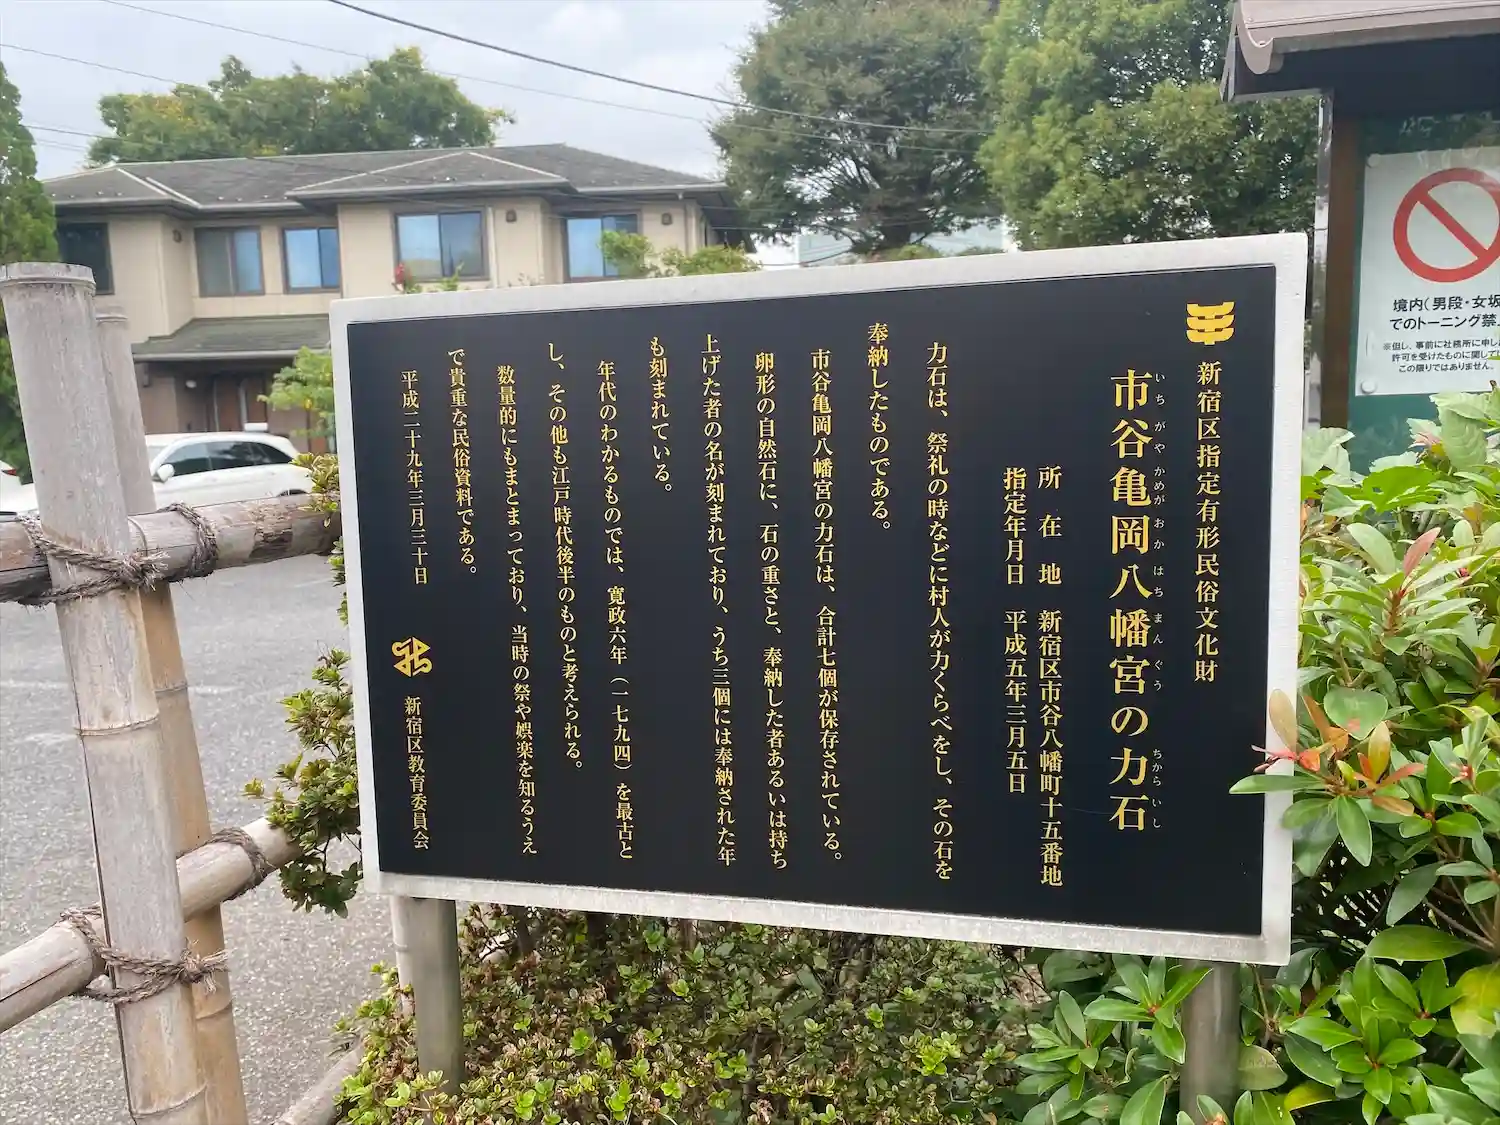 新宿区指定有形民俗文化財
いちがやかめがおかはちまんぐう ちからいし
市谷亀岡八幡宮の力石
所在地 新宿区市谷八幡町十五番地
指定年月日 平成五年三月五日
力石は、祭礼の時などに村人が力くらべをし、その石を
奉納したものである。
市谷亀岡八幡宮の力石は、合計七個が保存されている。
卵形の自然石に、石の重さと、奉納した者あるいは持ち
上げた者の名が刻まれており、うち三個には奉納された年
も刻まれている。
年代のわかるものでは、寛政六年（一七九四）を最古と
し、その他も江戸時代後半のものと考えられる。
数量的にもまとまっており、当時の祭や娯楽を知るうえ
で貴重な民俗資料である。
平成二十九年三月三十日
新宿区教育委員会
境内（男段・女坂
でのトーニング禁
※但し、事前に社務所に申し
許可を受けたものに関して
この限りではありません。